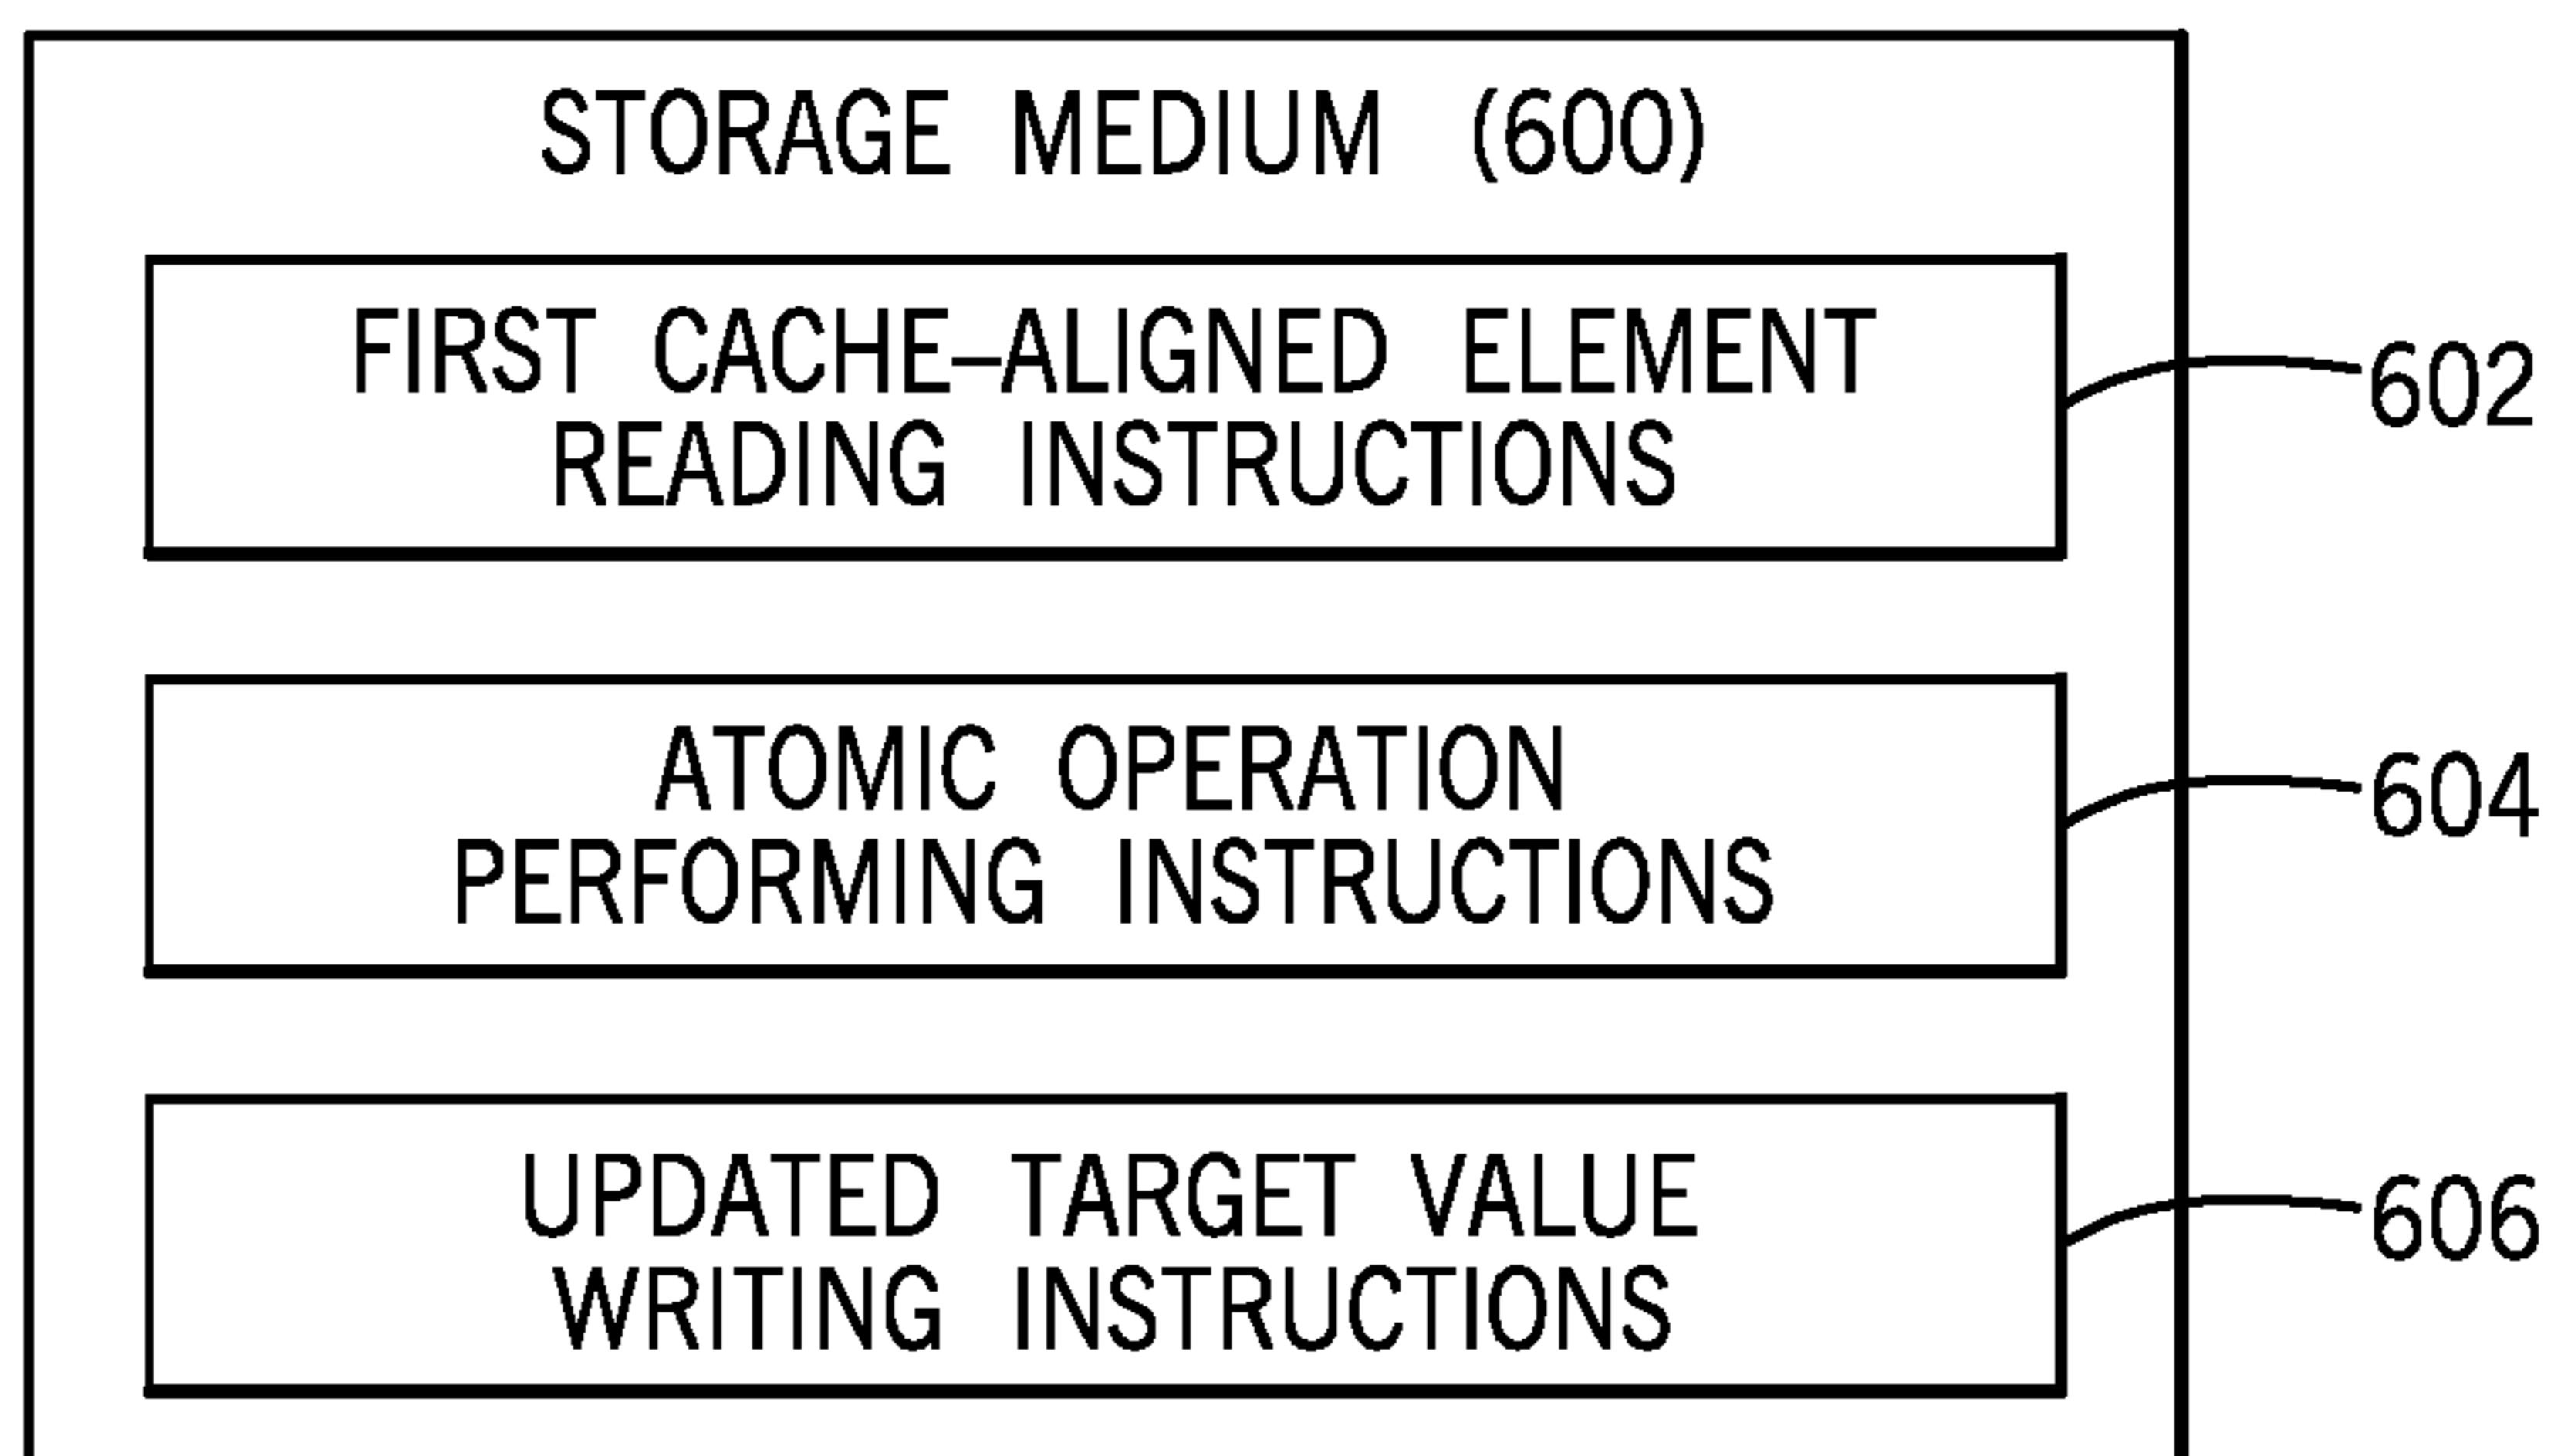 STORAGE MEDIUM (600)
FIRST CACHE–ALIGNED ELEMENT
READING INSTRUCTIONS
602
ATOMIC OPERATION
PERFORMING INSTRUCTIONS
604
UPDATED TARGET VALUE
WRITING INSTRUCTIONS
606